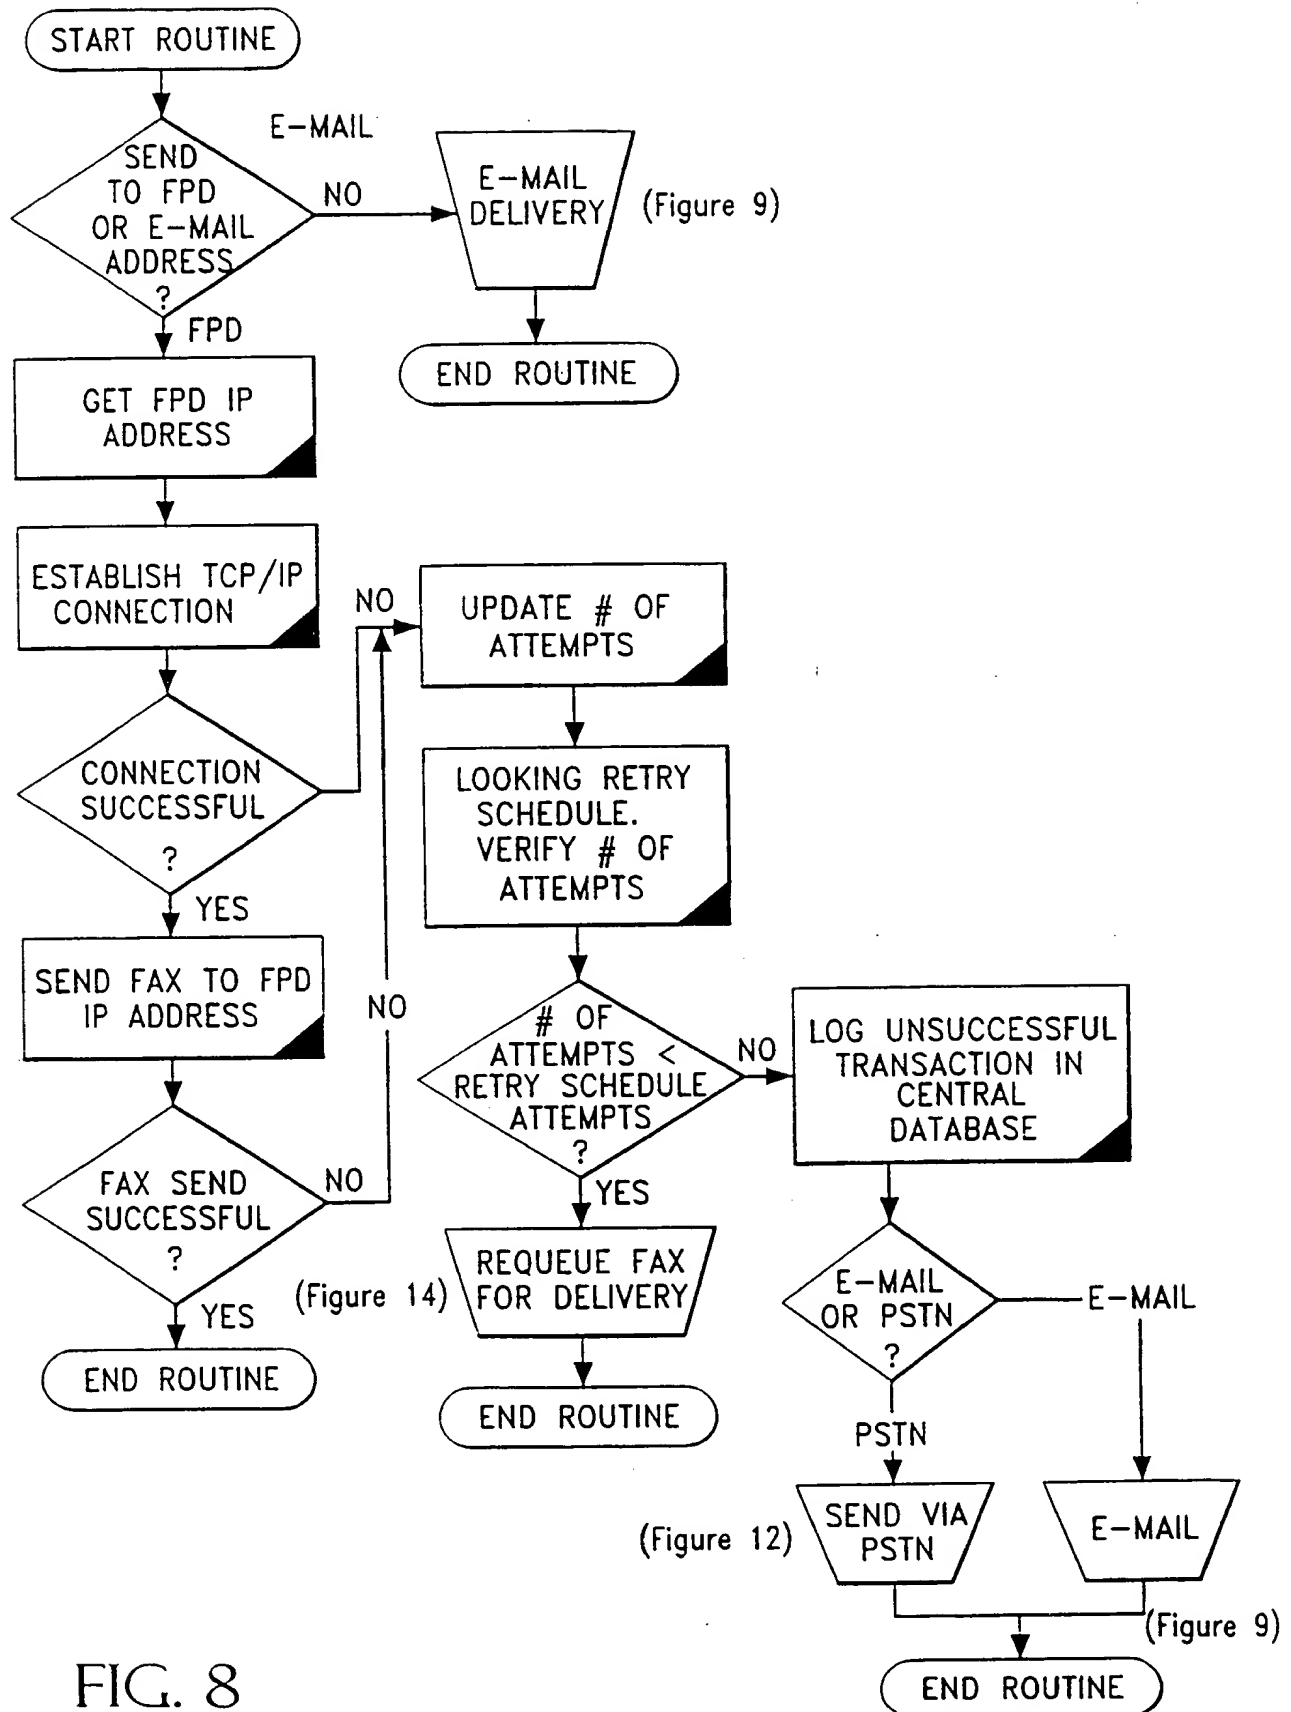 START ROUTINE
E-MAIL
SEND
TO FPD
OR E-MAIL
ADDRESS
?
NO
E-MAIL
DELIVERY
(Figure 9)
FPD
END ROUTINE
GET FPD IP
ADDRESS
ESTABLISH TCP/IP
CONNECTION
NO
UPDATE # OF
ATTEMPTS
CONNECTION
SUCCESSFUL
?
YES
LOOKING RETRY
SCHEDULE.
VERIFY # OF
ATTEMPTS
SEND FAX TO FPD
IP ADDRESS
NO
# OF
ATTEMPTS <
RETRY SCHEDULE
ATTEMPTS
?
NO
LOG UNSUCCESSFUL
TRANSACTION IN
CENTRAL
DATABASE
FAX SEND
SUCCESSFUL
?
NO
YES
YES
REQUEUE FAX
FOR DELIVERY
(Figure 14)
END ROUTINE
END ROUTINE
E-MAIL
OR PSTN
?
E-MAIL
PSTN
SEND VIA
PSTN
(Figure 12)
E-MAIL
(Figure 9)
END ROUTINE
FIG. 8